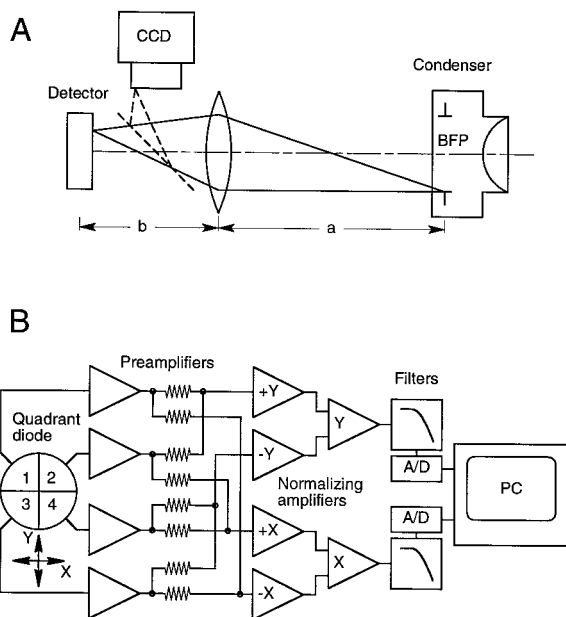 A
CCD
Condenser
Detector
BFP
b
a
B
Preamplifiers
Quadrant
diode
+Y
Y
Filters
1 2
3 4
-Y
A/D
Normalizing
amplifiers
PC
A/D
Y
X
+X
X
-X